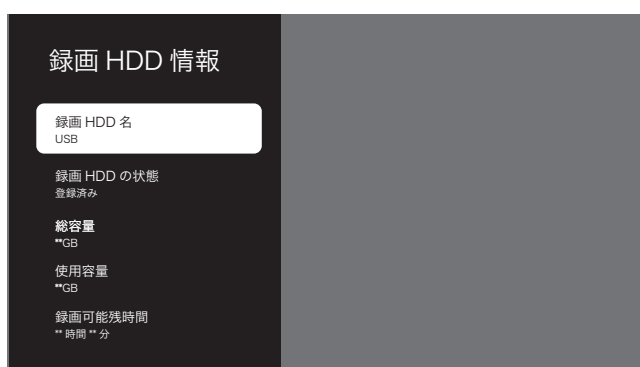 録画 HDD 情報
録画 HDD 名
USB
録画 HDD の状態
登録済み
総容量
**GB
使用容量
**GB
録画可能残時間
** 時間 ** 分